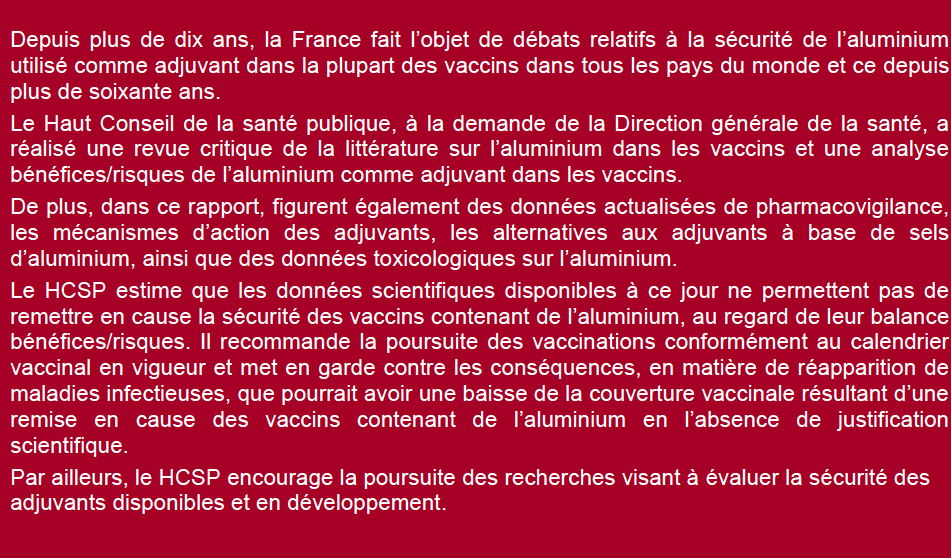 Depuis plus de dix ans, la France fait l’objet de débats relatifs à la sécurité de l’aluminium
utilisé comme adjuvant dans la plupart des vaccins dans tous les pays du monde et ce depuis
plus de soixante ans.
Le Haut Conseil de la santé publique, à la demande de la Direction générale de la santé, a
réalisé une revue critique de la littérature sur l’aluminium dans les vaccins et une analyse
bénéfices/risques de l’aluminium comme adjuvant dans les vaccins.
De plus, dans ce rapport, figurent également des données actualisées de pharmacovigilance,
les mécanismes d’action des adjuvants, les alternatives aux adjuvants à base de sels
d’aluminium, ainsi que des données toxicologiques sur l’aluminium.
Le HCSP estime que les données scientifiques disponibles à ce jour ne permettent pas de
remettre en cause la sécurité des vaccins contenant de l’aluminium, au regard de leur balance
bénéfices/risques. Il recommande la poursuite des vaccinations conformément au calendrier
vaccinal en vigueur et met en garde contre les conséquences, en matière de réapparition de
maladies infectieuses, que pourrait avoir une baisse de la couverture vaccinale résultant d’une
remise en cause des vaccins contenant de l’aluminium en l’absence de justification
scientifique.
Par ailleurs, le HCSP encourage la poursuite des recherches visant à évaluer la sécurité des
adjuvants disponibles et en développement.